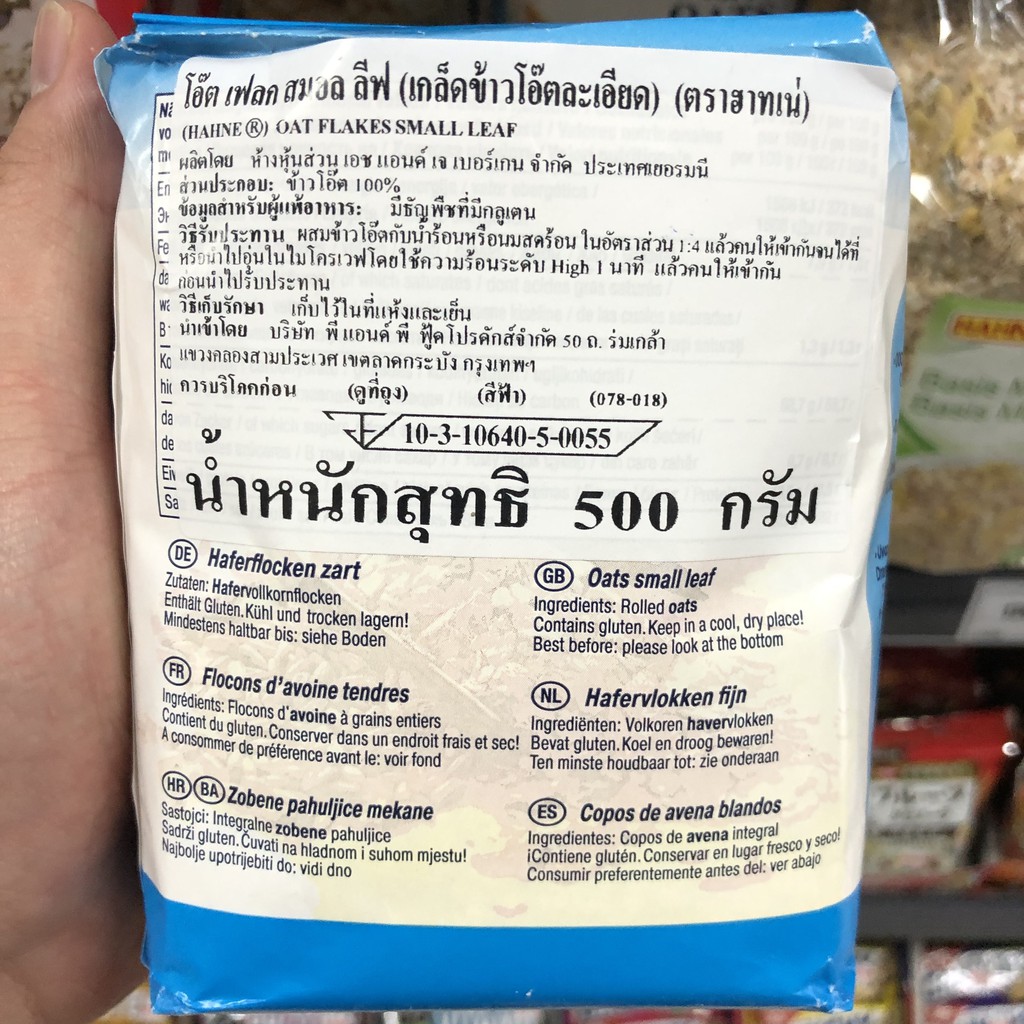 โอ๊ต เฟลค สมอล ลีฟ (เกล็ดข้าวโอ๊ตละเอียด) (ตราฮาทเน่)
(HAHNE®) OAT FLAKES SMALL LEAF
ผลิตโดย ห้างหุ้นส่วน เอช แอนด์ เจ เบอร์เกน จำกัด ประเทศเยอรมนี
ส่วนประกอบ: ข้าวโอ๊ต 100%
ข้อมูลสำหรับผู้แพ้อาหาร: มีธัญพืชที่มีกลูเตน
วิธีรับประทาน ผสมข้าวโอ๊ตกับน้ำร้อนหรือนมสดร้อน ในอัตราส่วน 1:4 แล้วคนให้เข้ากันจนได้ที่
หรือนำไปอุ่นในไมโครเวฟโดยใช้ความร้อนระดับ High 1 นาที แล้วคนให้เข้ากัน
ก่อนนำไปรับประทาน
วิธีเก็บรักษา เก็บไว้ในที่แห้งและเย็น
นำเข้าโดย บริษัท พี แอนด์ พี ฟู้ด โปรดักส์จำกัด 50 ถ. ร่มเกล้า
แขวงคลองสามประเวศ เขตลาดกระบัง กรุงเทพฯ
ควรบริโภคก่อน (ดูที่ถุง) (สีฟ้า) (078-018)
10-3-10640-5-0055
น้ำหนักสุทธิ 500 กรัม
DE Haferflocken zart
Zutaten: Hafervollkornflocken
Enthält Gluten. Kühl und trocken lagern!
Mindestens haltbar bis: siehe Boden
GB Oats small leaf
Ingredients: Rolled oats
Contains gluten. Keep in a cool, dry place!
Best before: please look at the bottom
FR Flocons d'avoine tendres
Ingrédients: Flocons d'avoine à grains entiers
Contient du gluten. Conserver dans un endroit frais et sec!
A consommer de préférence avant le: voir fond
NL Hafervlokken fijn
Ingrediënten: Volkoren havervlokken
Bevat gluten. Koel en droog bewaren!
Ten minste houdbaar tot: zie onderaan
HR BA Zobene pahuljice mekane
Sastojci: Integralne zobene pahuljice
Sadrži gluten. Čuvati na hladnom i suhom mjestu!
Najbolje upotrijebiti do: vidi dno
ES Copos de avena blandos
Ingredientes: Copos de avena integral
¡Contiene glutén. Conservar en lugar fresco y seco!
Consumir preferentemente antes del: ver abajo